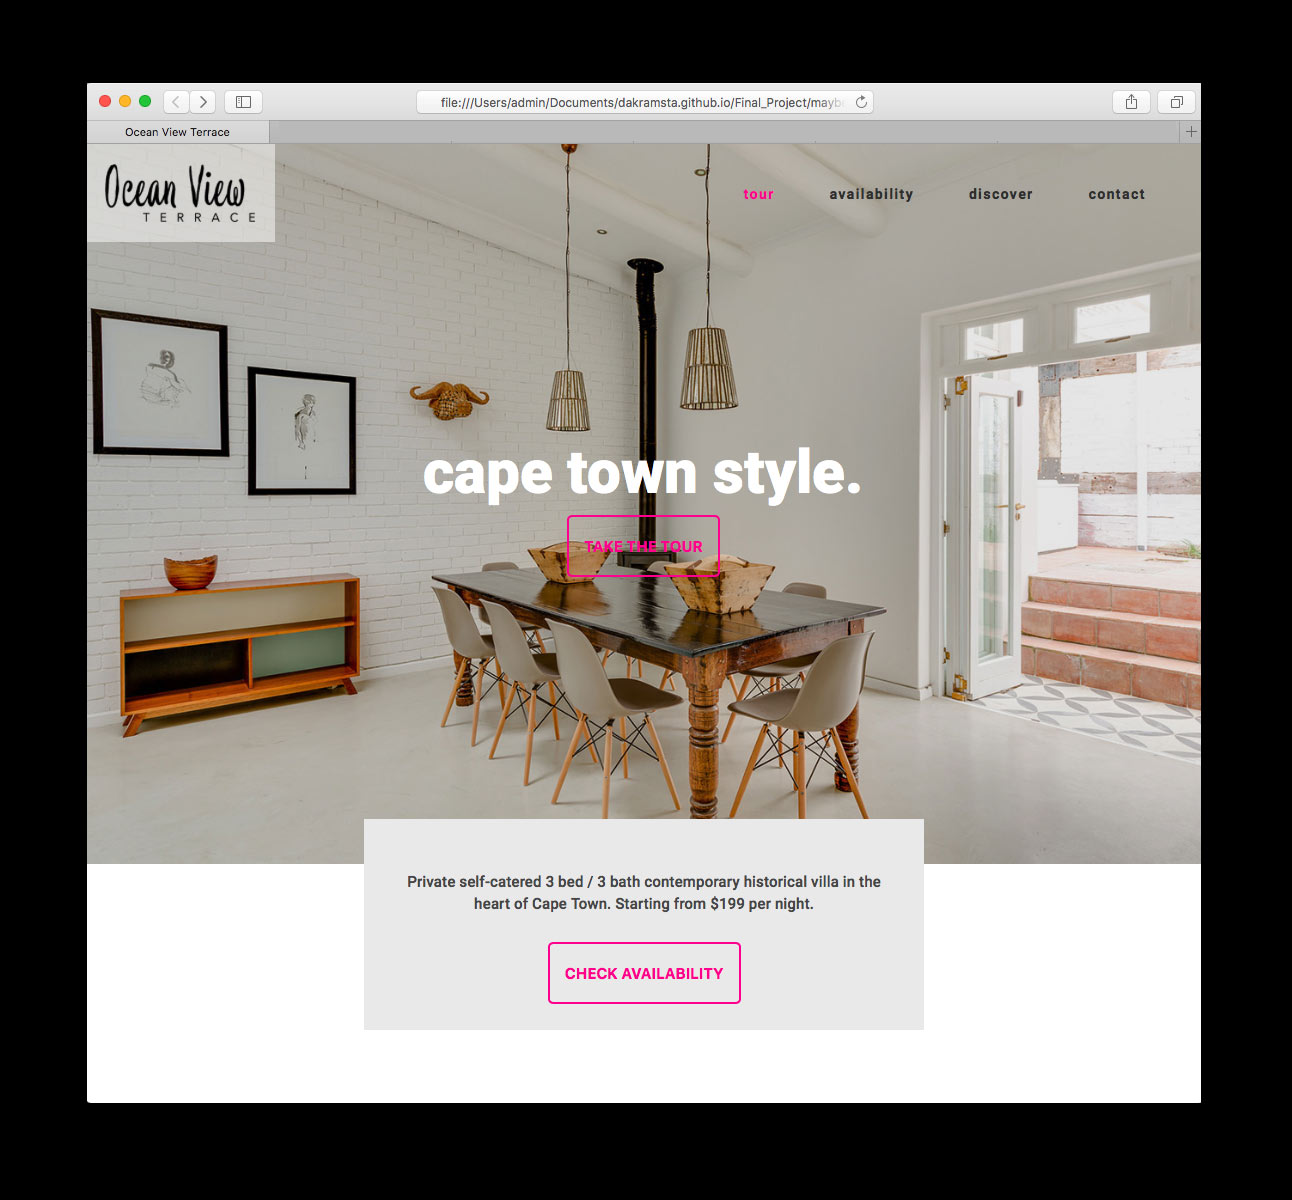 file:///Users/admin/Documents/dakramsta.github.io/Final_Project/maybe
Ocean View Terrace
Ocean View
TERRACE
tour availability discover contact
cape town style.
TAKE THE TOUR
Private self-catered 3 bed / 3 bath contemporary historical villa in the
heart of Cape Town. Starting from $199 per night.
CHECK AVAILABILITY